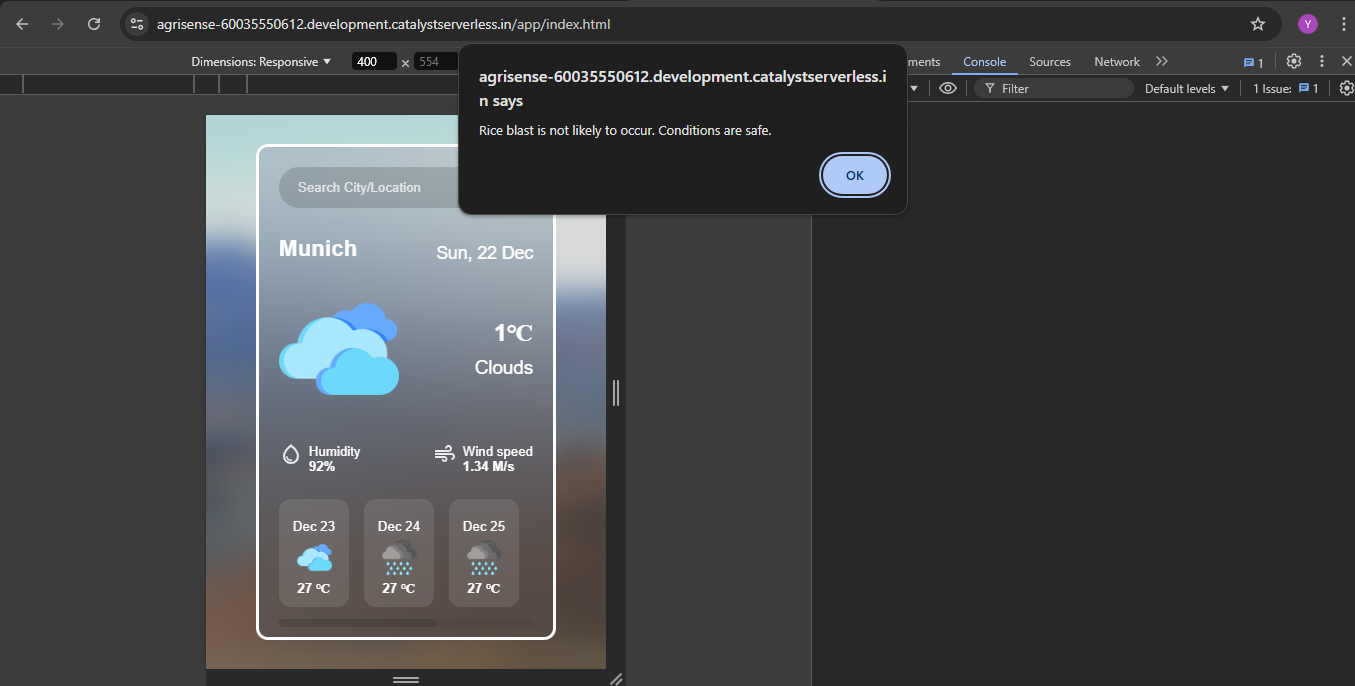 agrisense-60035550612.development.catalystserverless.in/app/index.html
Y
Dimensions: Responsive
400
×
554
ments
Console
Sources
Network
1
Filter
Default levels
1 Issue:
1
agrisense-60035550612.development.catalystserverless.i
n says
Rice blast is not likely to occur. Conditions are safe.
OK
Search City/Location
Munich
Sun, 22 Dec
1°C
Clouds
Humidity
92%
Wind speed
1.34 M/s
Dec 23
Dec 24
Dec 25
27 °C
27 °C
27 °C